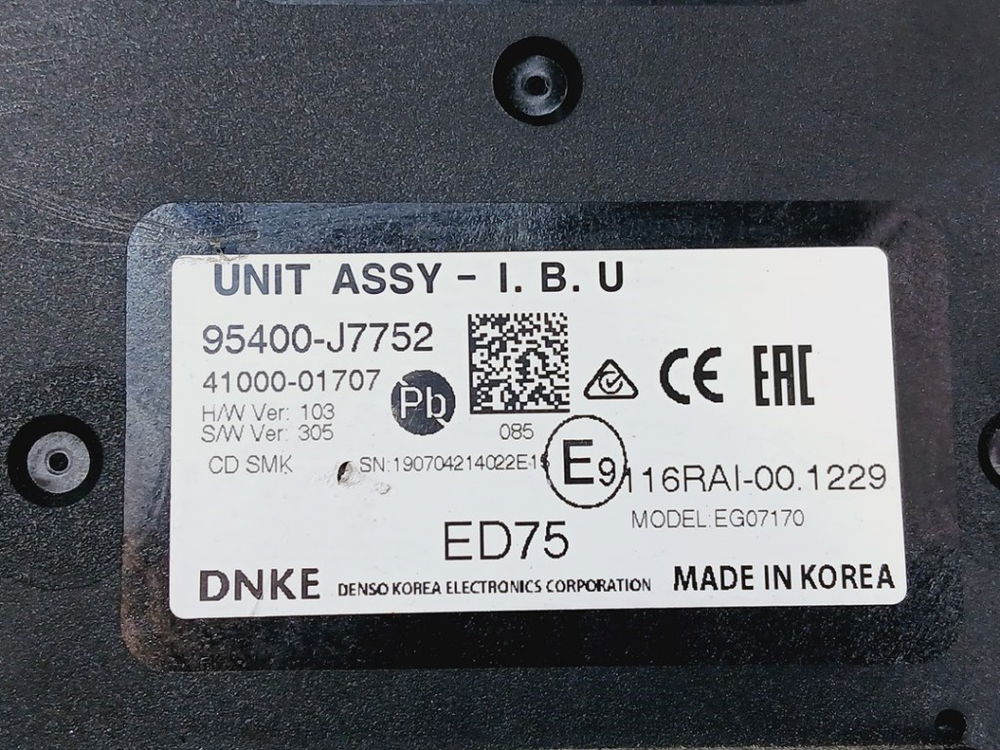 UNIT ASSY - I. B. U
95400-J7752
41000-01707
Pb
CE
EAC
H/W Ver: 103
S/W Ver: 305
085
CD SMK
E9
116RAI-00.1229
MODEL:EG07170
ED75
DNKE DENSO KOREA ELECTRONICS CORPORATION MADE IN KOREA